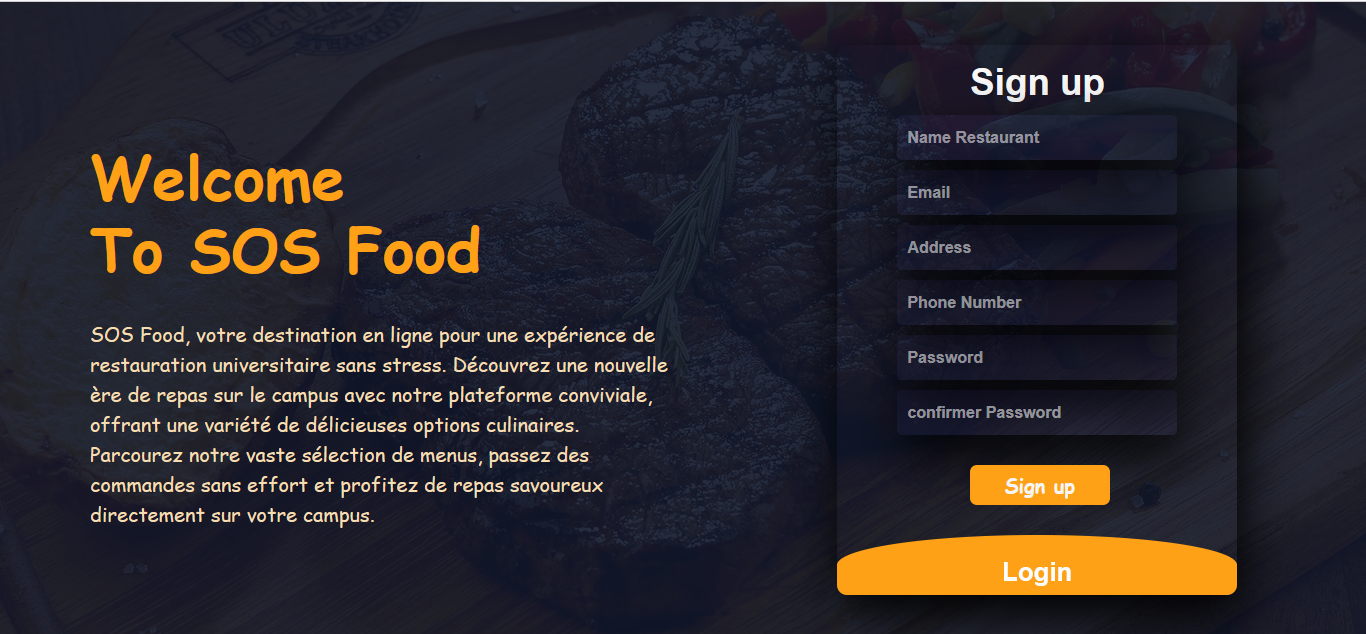 Welcome
To SOS Food
SOS Food, votre destination en ligne pour une expérience de
restauration universitaire sans stress. Découvrez une nouvelle
ère de repas sur le campus avec notre plateforme conviviale,
offrant une variété de délicieuses options culinaires.
Parcourez notre vaste sélection de menus, passez des
commandes sans effort et profitez de repas savoureux
directement sur votre campus.
Sign up
Name Restaurant
Email
Address
Phone Number
Password
confirmer Password
Sign up
Login